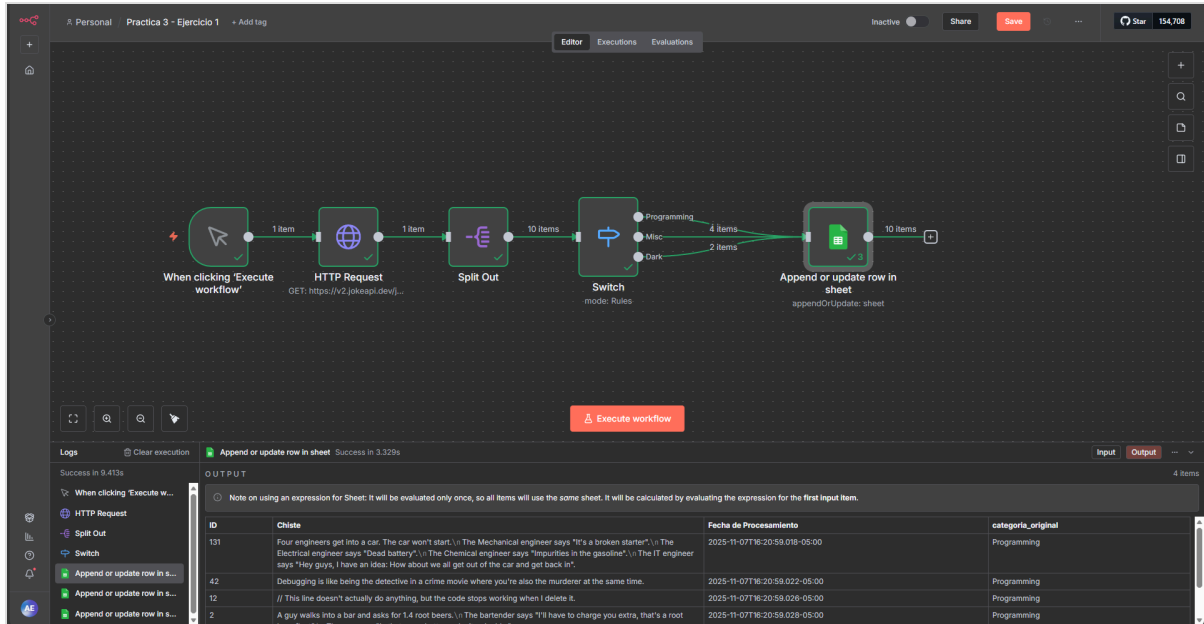 Personal / Practica 3 - Ejercicio 1 + Add tag
Inactive Share Save ... Star 154,708
Editor Executions Evaluations
1 item 1 item 10 items Programming 4 items Misc 2 items Dark 10 items
When clicking ‘Execute workflow’
HTTP Request
GET: https://v2.jokeapi.dev/j...
Split Out
Switch
mode: Rules
3
Append or update row in sheet
appendOrUpdate: sheet
Execute workflow
Logs Clear execution Append or update row in sheet Success in 3.329s Input Output ...
Success in 9.413s
When clicking ‘Execute w...
HTTP Request
Split Out
Switch
Append or update row in s...
Append or update row in s...
Append or update row in s...
AE
OUTPUT 4 items
Note on using an expression for Sheet: It will be evaluated only once, so all items will use the same sheet. It will be calculated by evaluating the expression for the first input item.
ID Chiste Fecha de Procesamiento categoria_original
131 Four engineers get into a car. The car won't start.\n The Mechanical engineer says "It's a broken starter".\n The 2025-11-07T16:20:59.018-05:00 Programming
Electrical engineer says "Dead battery".\n The Chemical engineer says "Impurities in the gasoline".\n The IT engineer
says "Hey guys, I have an idea: How about we all get out of the car and get back in".
42 Debugging is like being the detective in a crime movie where you're also the murderer at the same time. 2025-11-07T16:20:59.022-05:00 Programming
12 // This line doesn't actually do anything, but the code stops working when I delete it. 2025-11-07T16:20:59.026-05:00 Programming
2 A guy walks into a bar and asks for 1.4 root beers.\n The bartender says "I'll have to charge you extra, that's a root 2025-11-07T16:20:59.028-05:00 Programming